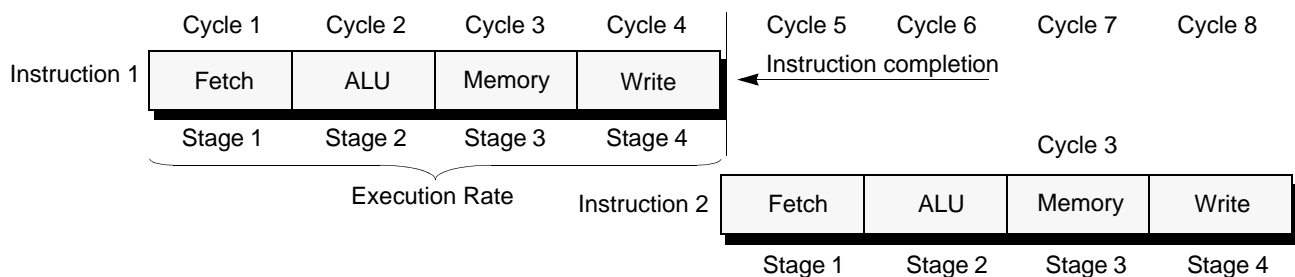 Cycle 1 Cycle 2 Cycle 3 Cycle 4 Cycle 5 Cycle 6 Cycle 7 Cycle 8
Instruction 1 Fetch ALU Memory Write Instruction completion
Stage 1 Stage 2 Stage 3 Stage 4
Cycle 3
Execution Rate
Instruction 2 Fetch ALU Memory Write
Stage 1 Stage 2 Stage 3 Stage 4